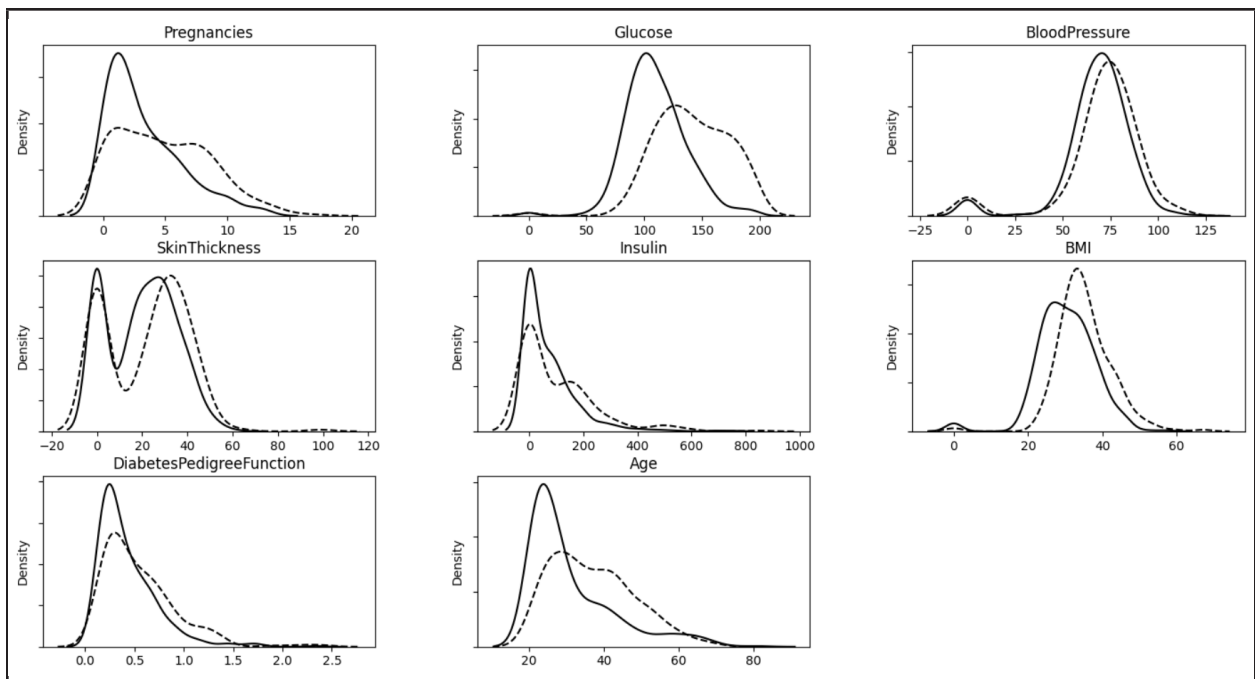 Pregnancies
Glucose
BloodPressure
Density
Density
Density
0 5 10 15 20
0 50 100 150 200
−25 0 25 50 75 100 125
SkinThickness
Insulin
BMI
Density
Density
Density
−20 0 20 40 60 80 100 120
0 200 400 600 800 1000
20 40 60
0
DiabetesPedigreeFunction
Age
Density
Density
0.0 0.5 1.0 1.5 2.0 2.5
20 40 60 80